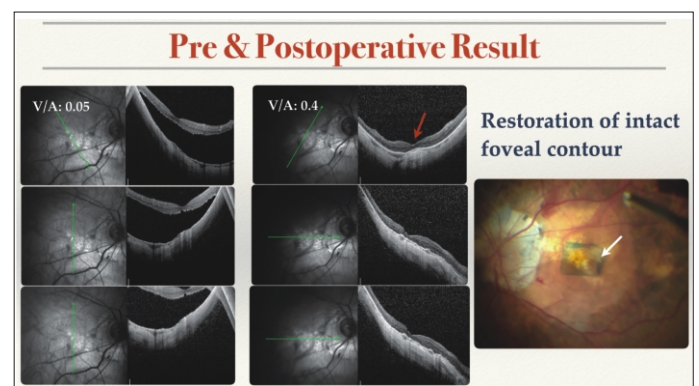 Pre & Postoperative Result
V/A: 0.05
V/A: 0.4
Restoration of intact
foveal contour